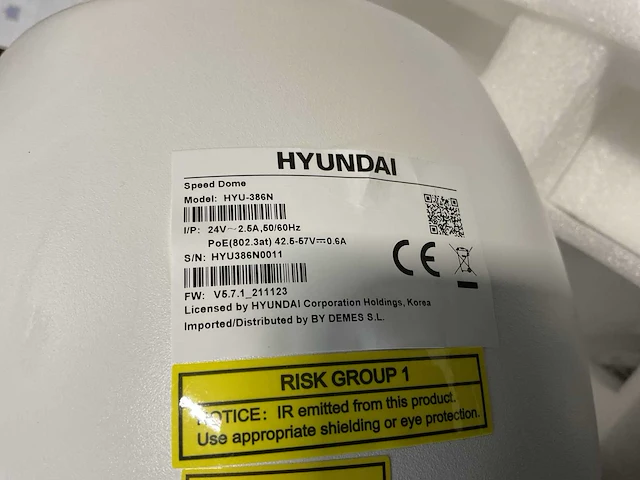 HYUNDAI
Speed Dome
Model: HYU-386N
I/P: 24V~2.5A,50/60Hz
PoE(802.3at) 42.5-57V⎓0.6A
S/N: HYU386N0011
FW: V5.7.1_211123
Licensed by HYUNDAI Corporation Holdings, Korea
Imported/Distributed by BY DEMES S.L.
CE
RISK GROUP 1
NOTICE: IR emitted from this product.
Use appropriate shielding or eye protection.